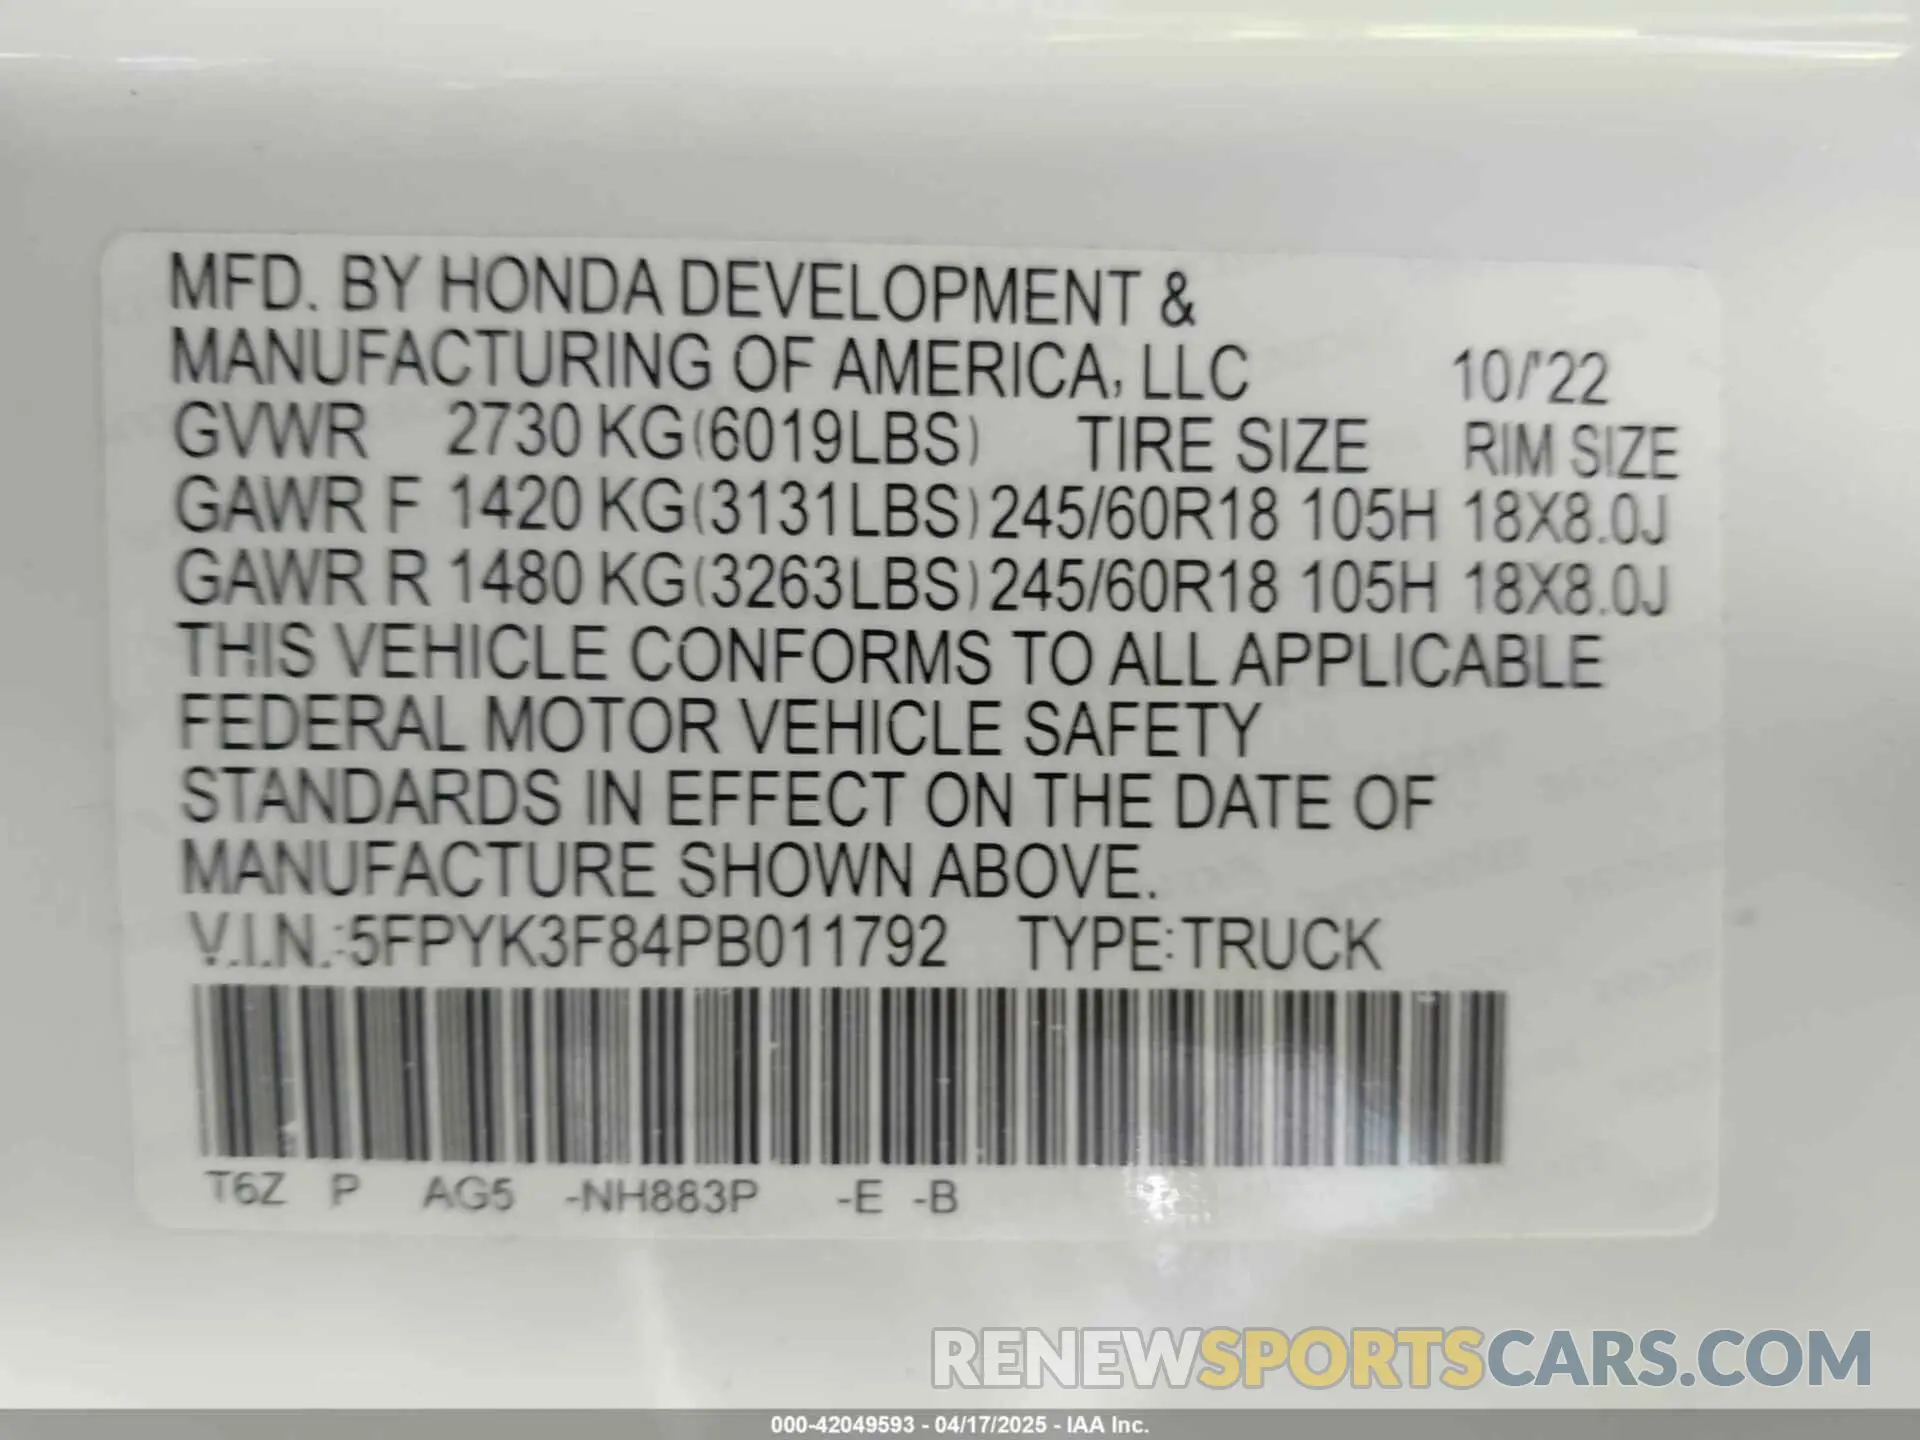 MFD. BY HONDA DEVELOPMENT &
MANUFACTURING OF AMERICA, LLC 10/'22
GVWR 2730 KG(6019LBS) TIRE SIZE RIM SIZE
GAWR F 1420 KG(3131LBS) 245/60R18 105H 18X8.0J
GAWR R 1480 KG(3263LBS) 245/60R18 105H 18X8.0J
THIS VEHICLE CONFORMS TO ALL APPLICABLE
FEDERAL MOTOR VEHICLE SAFETY
STANDARDS IN EFFECT ON THE DATE OF
MANUFACTURE SHOWN ABOVE.
V.I.N.:5FPYK3F84PB011792 TYPE:TRUCK
T6Z P AG5 -NH883P -E -B
RENEWSPORTSCARS.COM
000-42049593 - 04/17/2025 - IAA Inc.